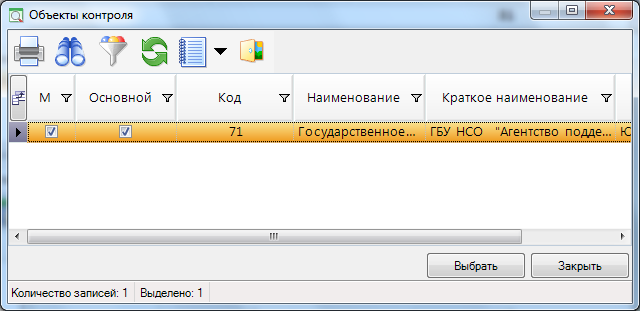 Объекты контроля
М Основной Код Наименование Краткое наименование
71 Государственное... ГБУ НСО "Агентство подде...
Выбрать Закрыть
Количество записей: 1 Выделено: 1